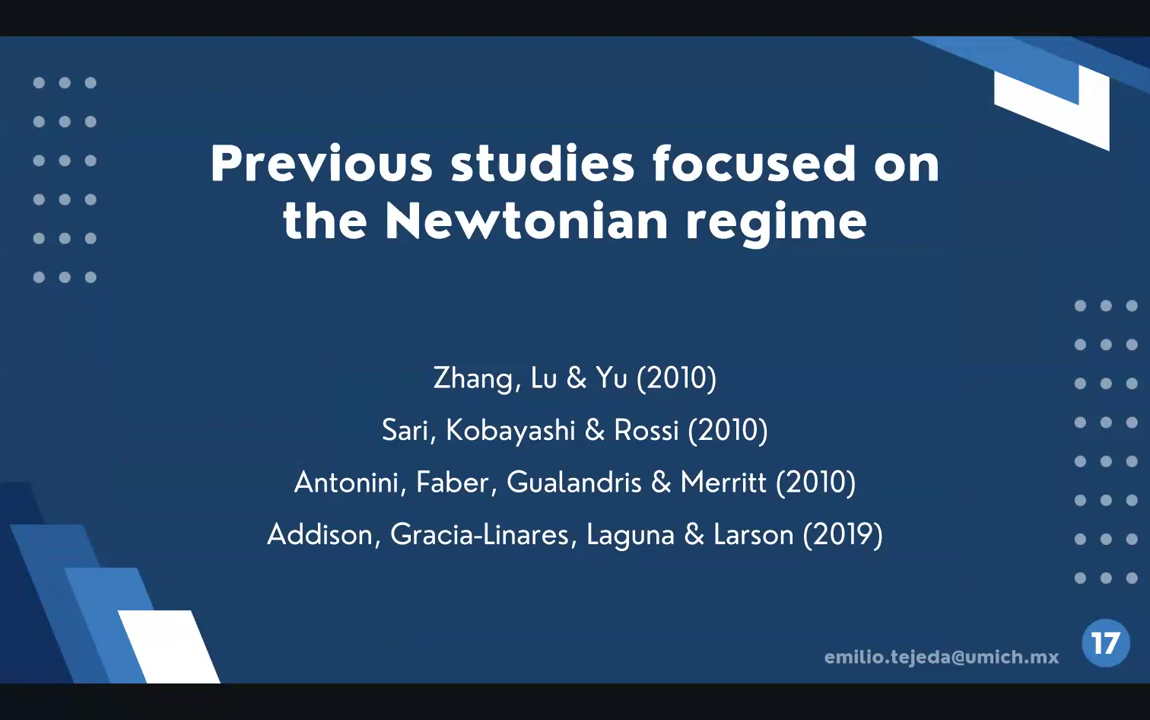 Previous studies focused on
the Newtonian regime
Zhang, Lu & Yu (2010)
Sari, Kobayashi & Rossi (2010)
Antonini, Faber, Gualandris & Merritt (2010)
Addison, Gracia-Linares, Laguna & Larson (2019)
emilio.tejeda@umich.mx
17